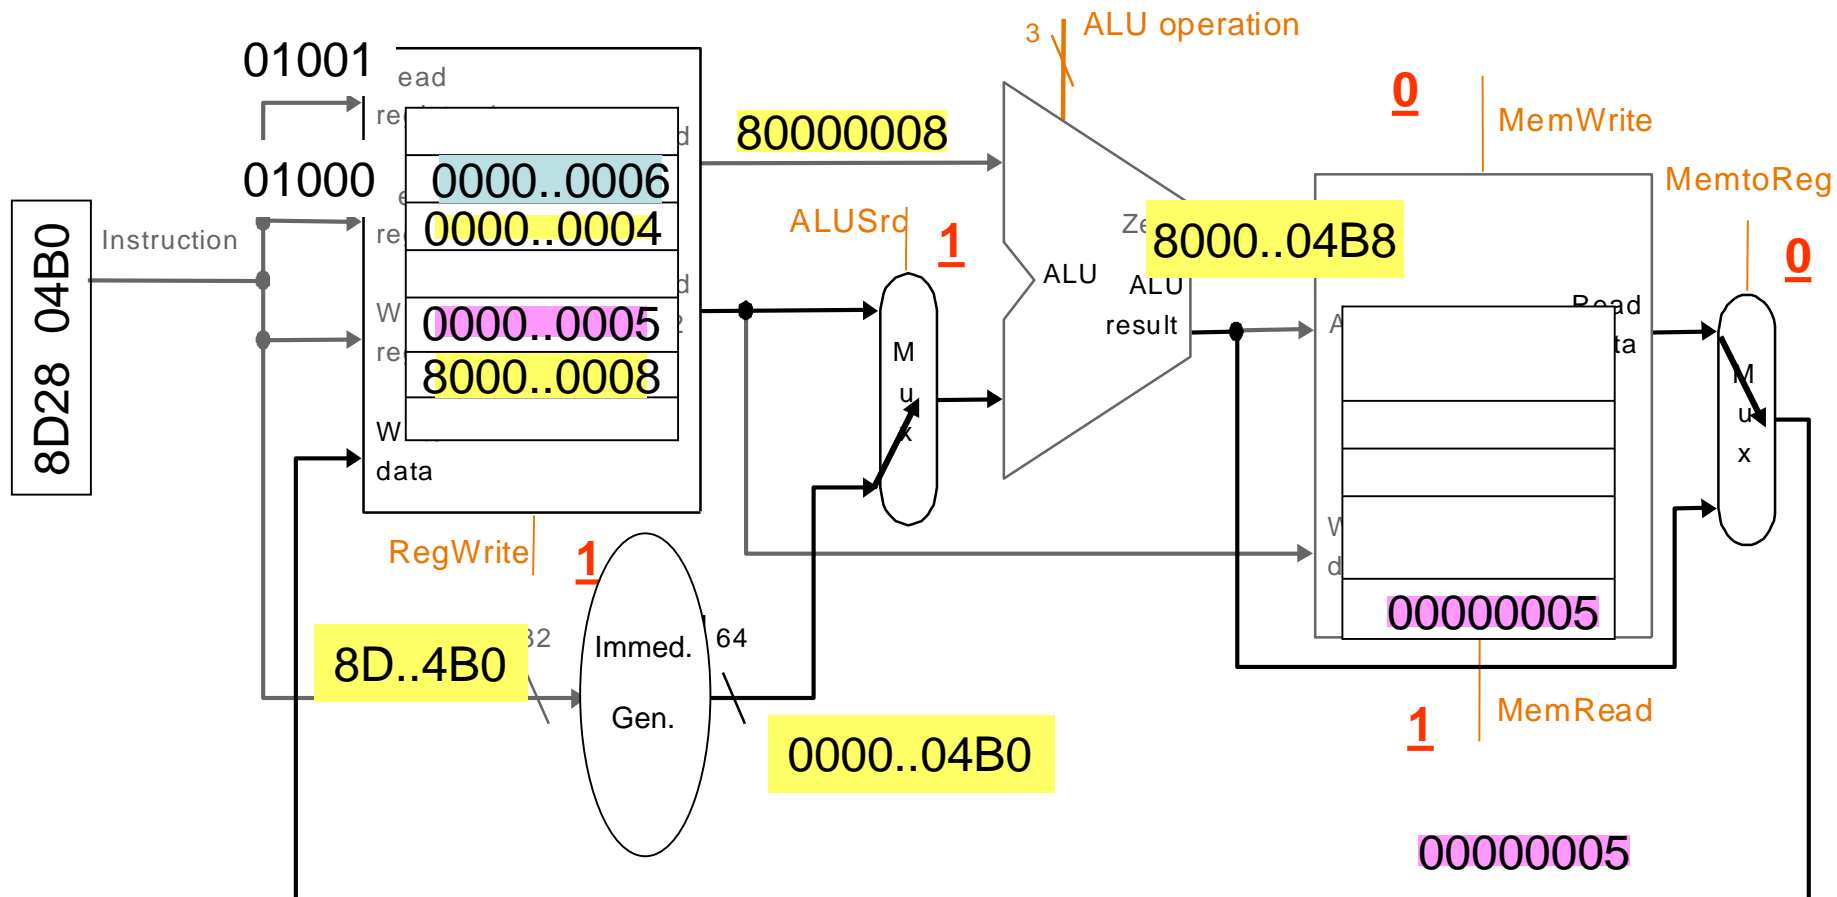 01001
ead
3
ALU operation
0
MemWrite
80000008
01000
0000..0006
MemtoReg
8D28 04B0
Instruction
0000..0004
ALUSrc
1
8000..04B8
0
ALU
ALU
result
0000..0005
8000..0008
Read
M
u
x
M
u
x
data
RegWrite
1
00000005
8D..4B0
Immed.
Gen.
64
1
MemRead
0000..04B0
00000005